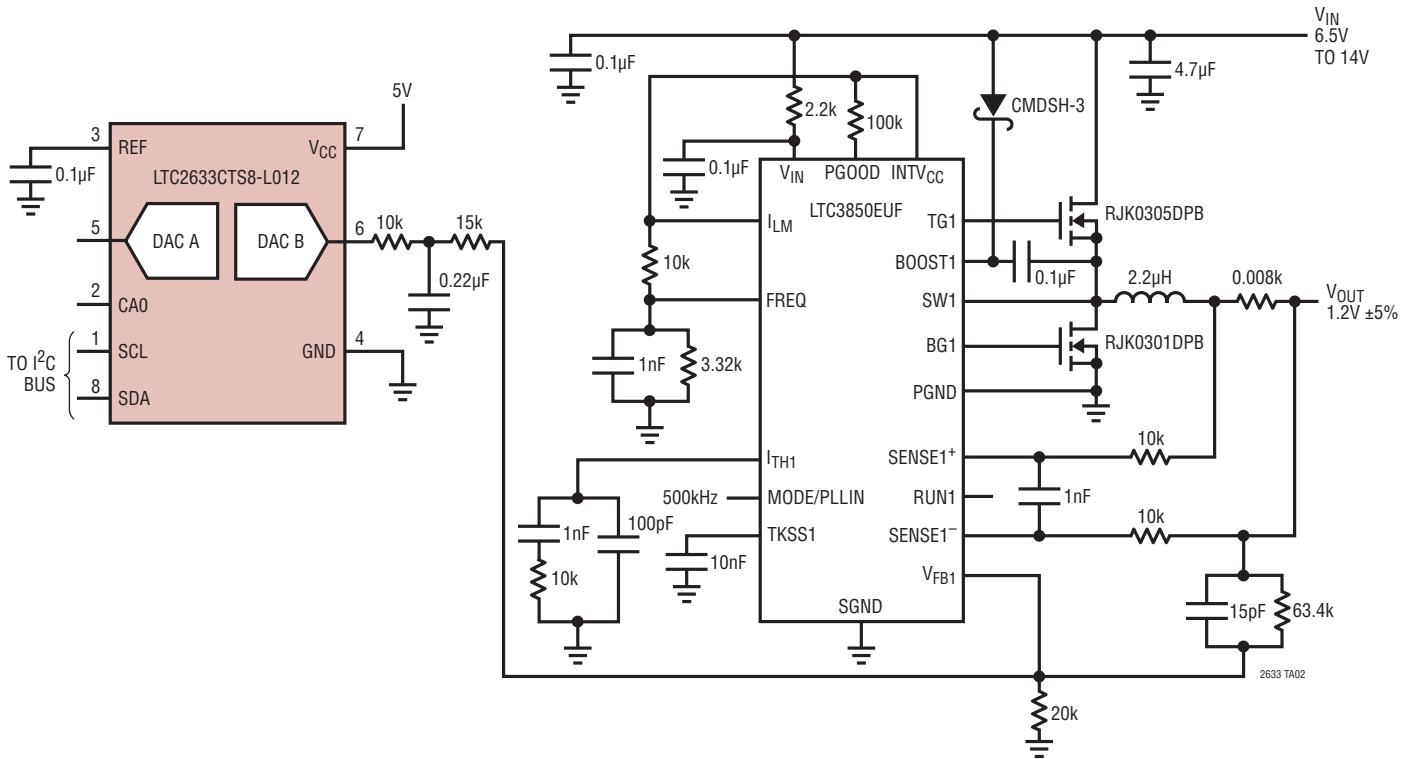 V_IN
6.5V
TO 14V
0.1µF
4.7µF
2.2k
100k
CMDSH-3
5V
0.1µF
V_IN
PGOOD
INTV_CC
LTC3850EUF
3
REF
V_CC
7
0.1µF
LTC2633CTS8-L012
5
DAC A
DAC B
6
10k
15k
0.22µF
2
CA0
TO I²C
BUS
1
SCL
8
SDA
GND
4
I_LM
10k
FREQ
1nF
3.32k
TG1
RJK0305DPB
BOOST1
0.1µF
SW1
2.2µH
0.008k
V_OUT
1.2V ±5%
BG1
RJK0301DPB
PGND
I_TH1
SENSE1⁺
10k
500kHz
MODE/PLLIN
RUN1
1nF
1nF
100pF
10k
TKSS1
10nF
SENSE1⁻
10k
V_FB1
SGND
15pF
63.4k
20k
2633 TA02